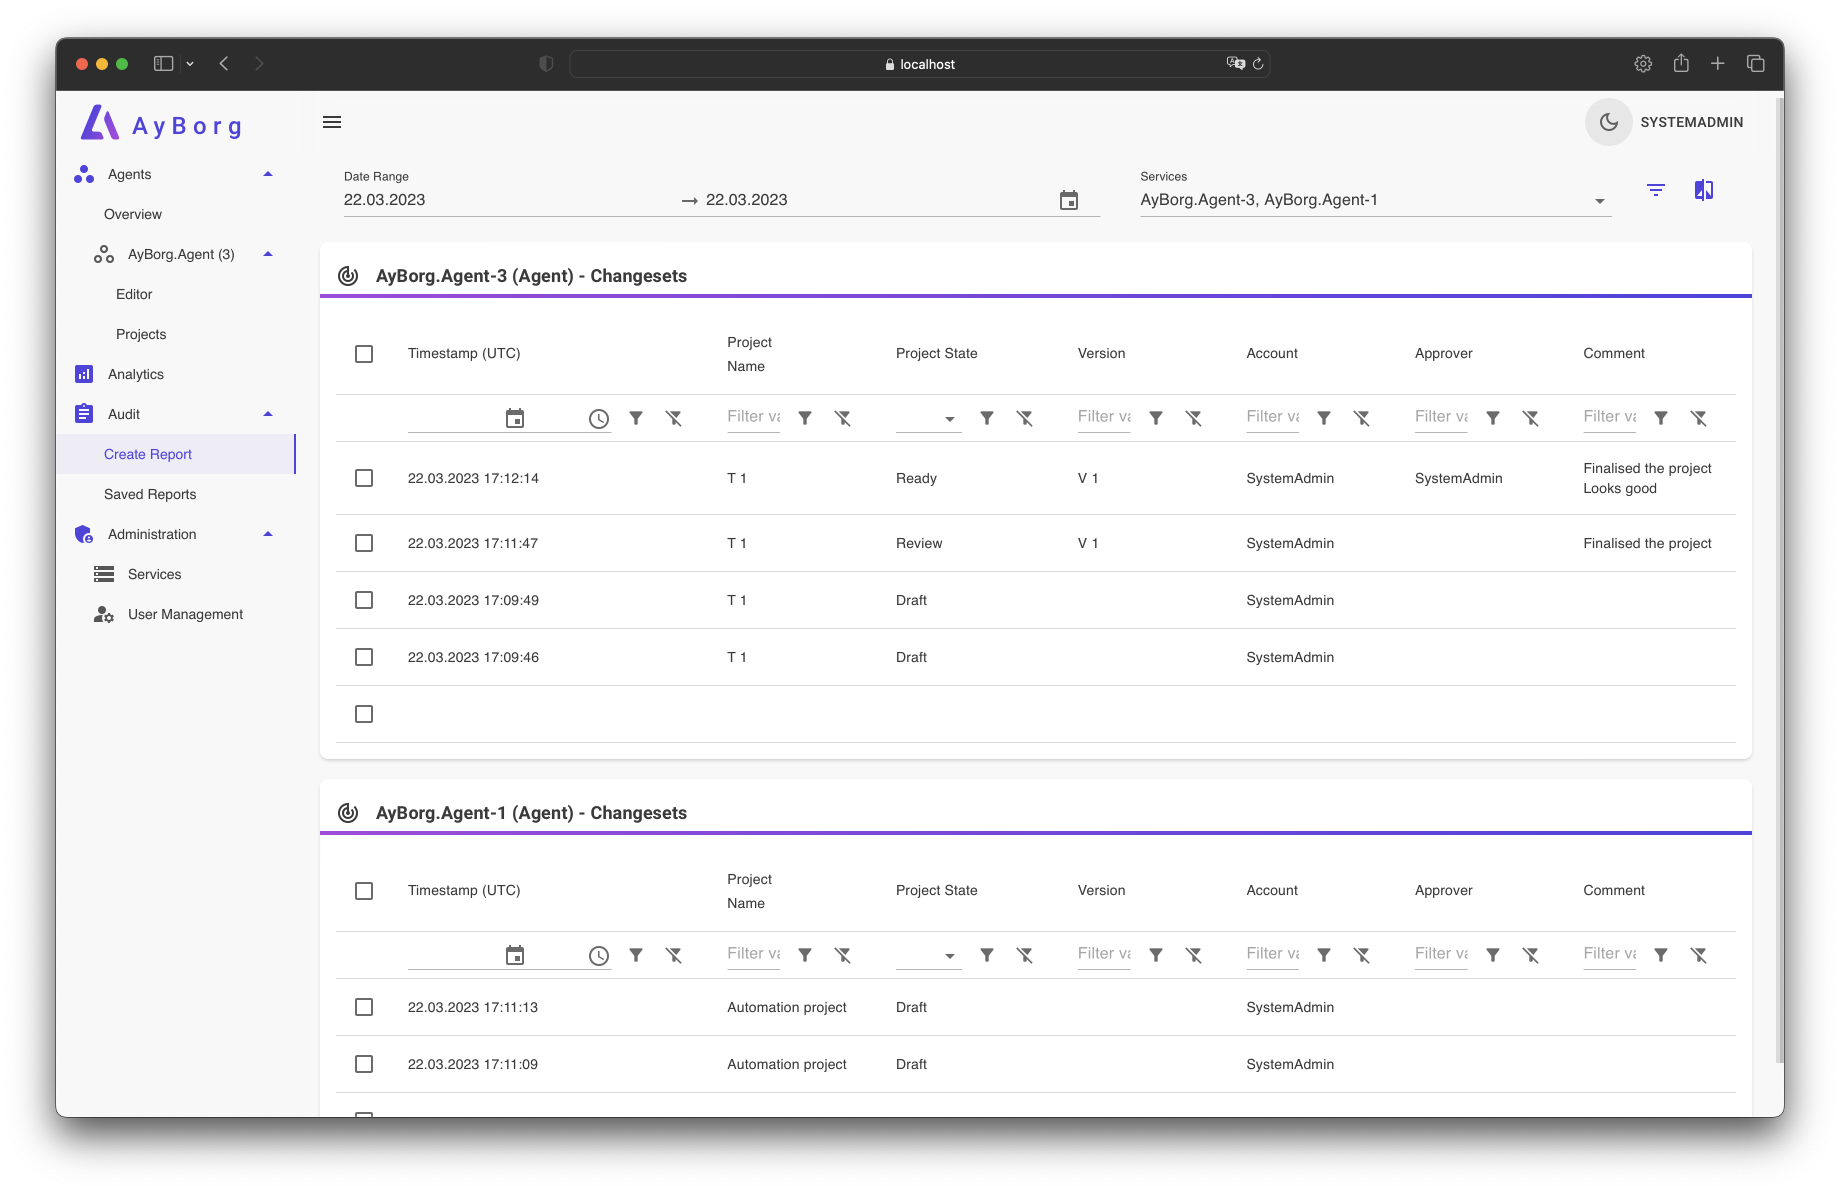 localhost
AyBorg
SYSTEMADMIN
Agents
Overview
AyBorg.Agent (3)
Editor
Projects
Analytics
Audit
Create Report
Saved Reports
Administration
Services
User Management
Date Range
22.03.2023 → 22.03.2023
Services
AyBorg.Agent-3, AyBorg.Agent-1
AyBorg.Agent-3 (Agent) - Changesets
Timestamp (UTC) Project Name Project State Version Account Approver Comment
Filter va Filter va Filter va Filter va Filter va
22.03.2023 17:12:14 T 1 Ready V 1 SystemAdmin SystemAdmin Finalised the project
Looks good
22.03.2023 17:11:47 T 1 Review V 1 SystemAdmin Finalised the project
22.03.2023 17:09:49 T 1 Draft SystemAdmin
22.03.2023 17:09:46 T 1 Draft SystemAdmin
AyBorg.Agent-1 (Agent) - Changesets
Timestamp (UTC) Project Name Project State Version Account Approver Comment
Filter va Filter va Filter va Filter va Filter va
22.03.2023 17:11:13 Automation project Draft SystemAdmin
22.03.2023 17:11:09 Automation project Draft SystemAdmin